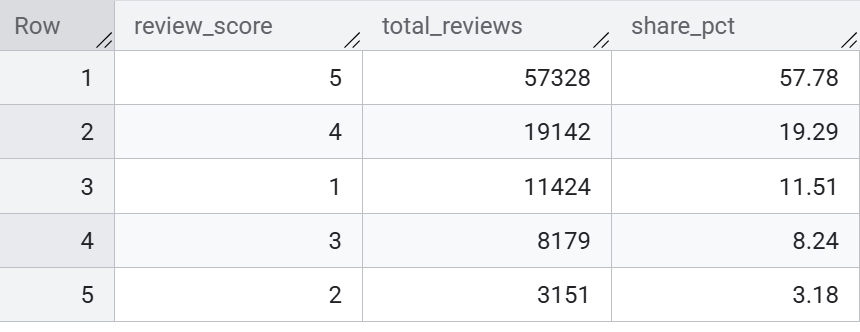 Row review_score total_reviews share_pct
1 5 57328 57.78
2 4 19142 19.29
3 1 11424 11.51
4 3 8179 8.24
5 2 3151 3.18